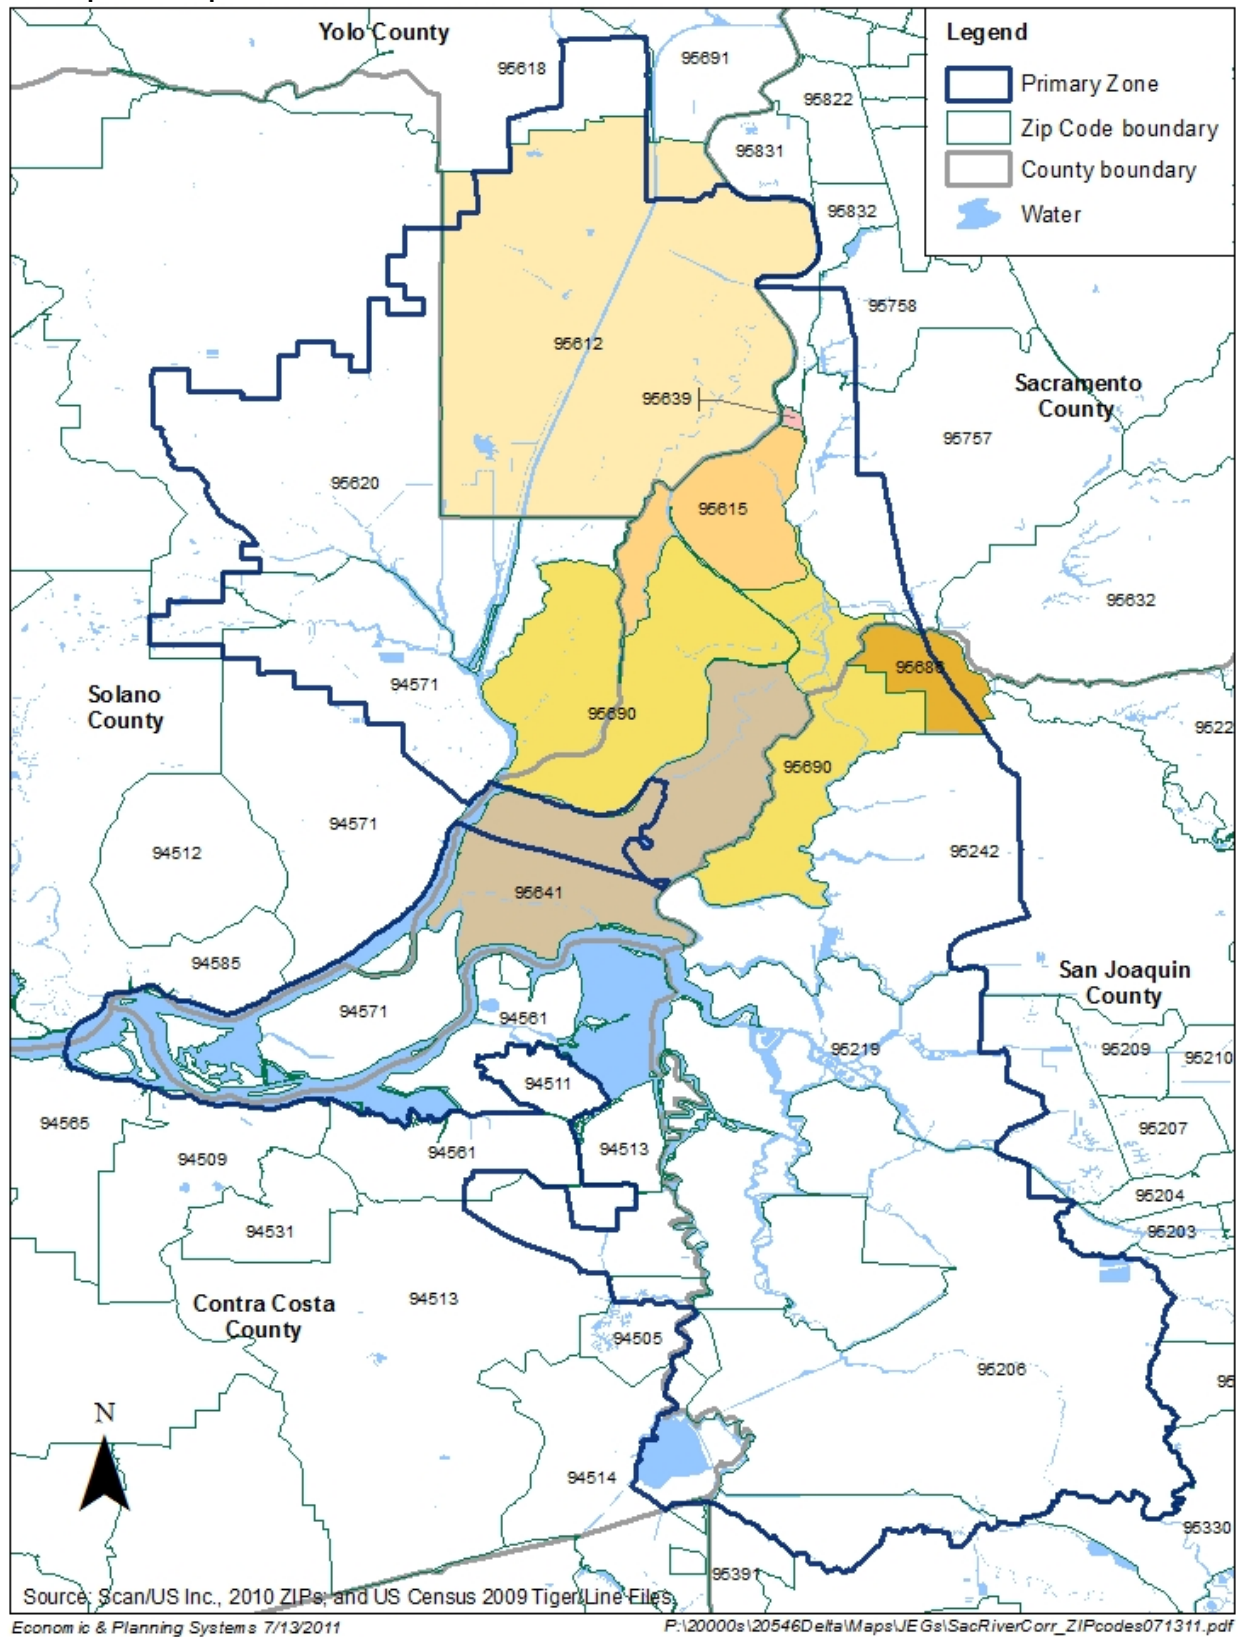 Yolo County
Legend
Primary Zone
Zip Code boundary
County boundary
Water
95618
95691
95822
95831
95832
95758
95612
95639
Sacramento
County
95757
95620
95615
95632
Solano
County
94571
95690
9522
95690
94571
94512
95242
95641
94585
San Joaquin
County
94571
94561
95219
95209
95210
94511
94565
94509
94561
94513
95207
95204
95203
94531
Contra Costa
County
94513
94505
95206
95
N
94514
95330
95391
Source: Scan/US Inc., 2010 ZIPs; and US Census 2009 Tiger/Line Files.
Economic & Planning Systems 7/13/2011
P:\20000s\20546Delta\Maps\JEGs\SacRiverCorr_ZIPcodes071311.pdf